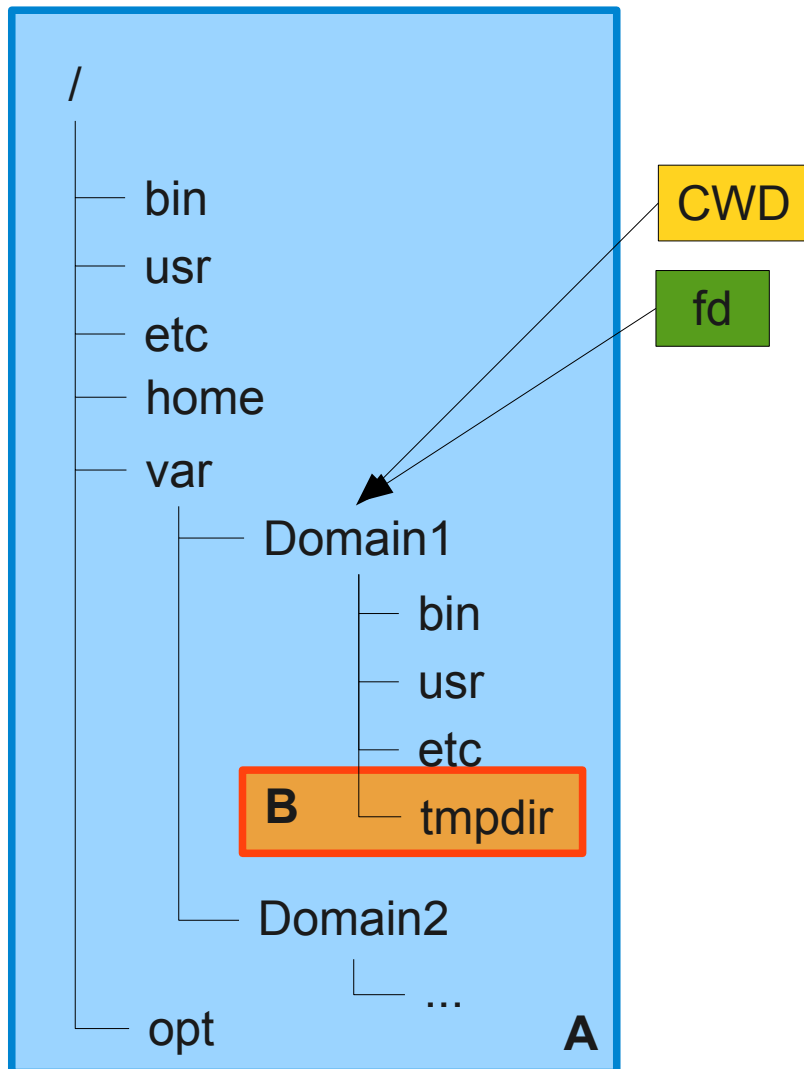 /
bin
CWD
usr
fd
etc
home
var
Domain1
bin
usr
etc
B
tmpdir
Domain2
...
opt
A